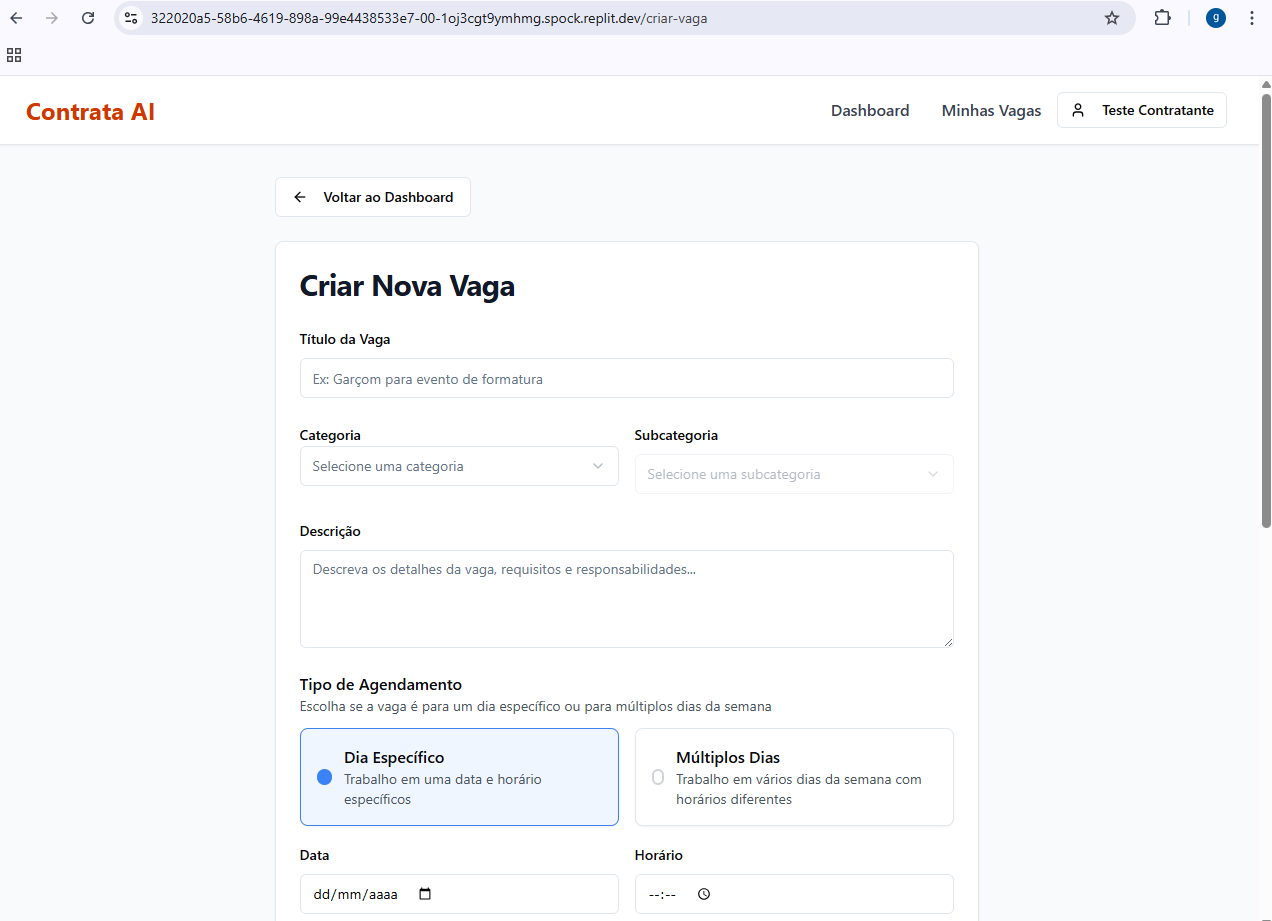 322020a5-58b6-4619-898a-99e4438533e7-00-1oj3cgt9ymhmg.spock.replit.dev/criar-vaga
g
Contrata AI
Dashboard
Minhas Vagas
Teste Contratante
Voltar ao Dashboard
Criar Nova Vaga
Título da Vaga
Ex: Garçom para evento de formatura
Categoria
Subcategoria
Selecione uma categoria
Selecione uma subcategoria
Descrição
Descreva os detalhes da vaga, requisitos e responsabilidades...
Tipo de Agendamento
Escolha se a vaga é para um dia específico ou para múltiplos dias da semana
Dia Específico
Trabalho em uma data e horário
específicos
Múltiplos Dias
Trabalho em vários dias da semana com
horários diferentes
Data
Horário
dd/mm/aaaa
--:--